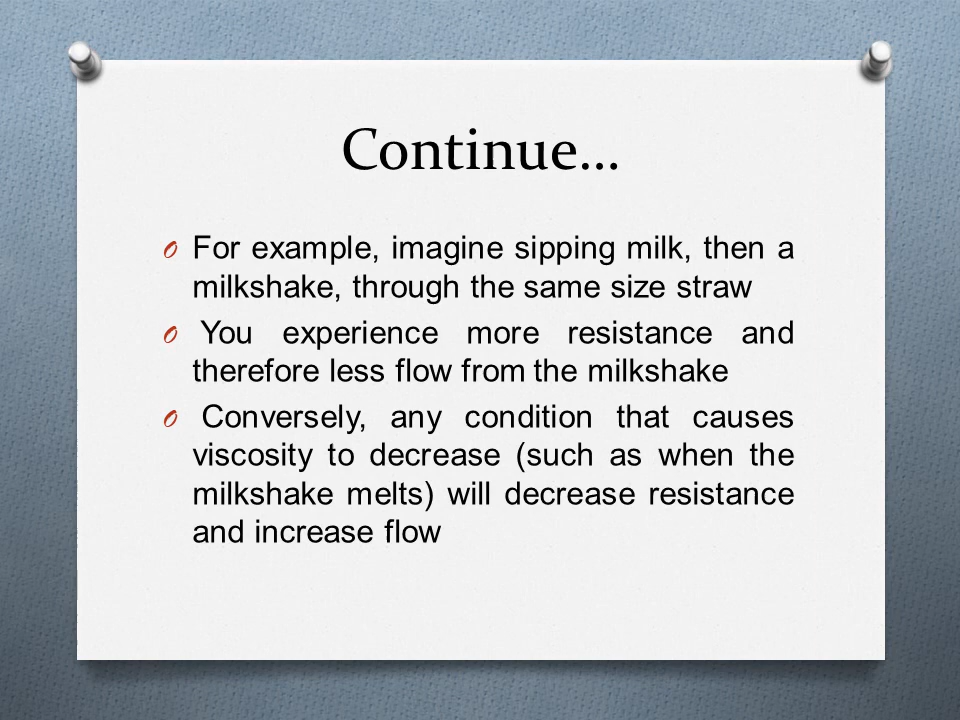 Continue…
O For example, imagine sipping milk, then a
milkshake, through the same size straw
O You experience more resistance and
therefore less flow from the milkshake
O Conversely, any condition that causes
viscosity to decrease (such as when the
milkshake melts) will decrease resistance
and increase flow